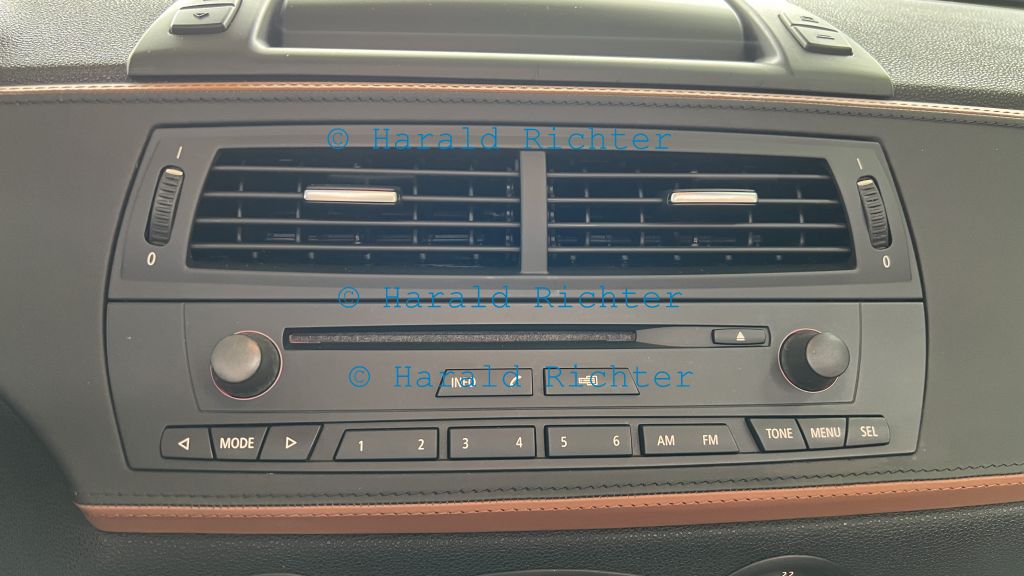 © Harald Richter
I I
0 0
© Harald Richter
© Harald Richter
INFO
MODE 1 2 3 4 5 6 AM FM TONE MENU SEL
22